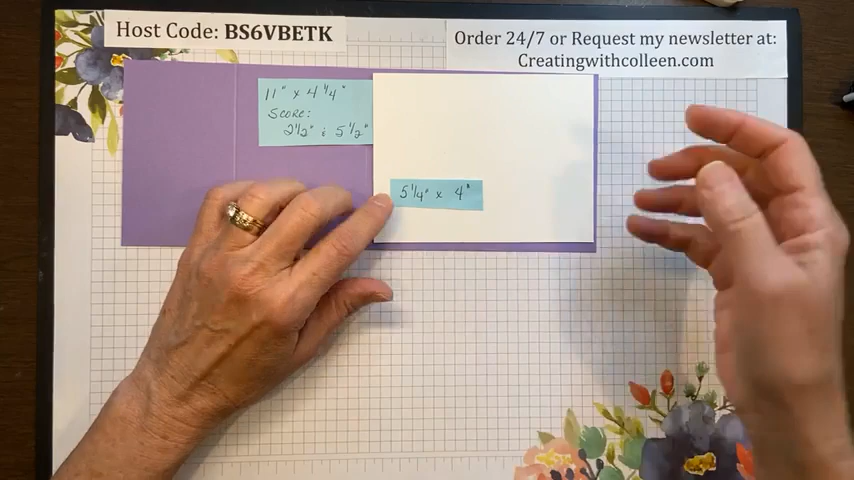 Host Code: BS6VBETK
Order 24/7 or Request my newsletter at:
Creatingwithcolleen.com
11" x 4 1/4"
SCORE:
2 1/2" & 5 1/2"
5 1/4" x 4"